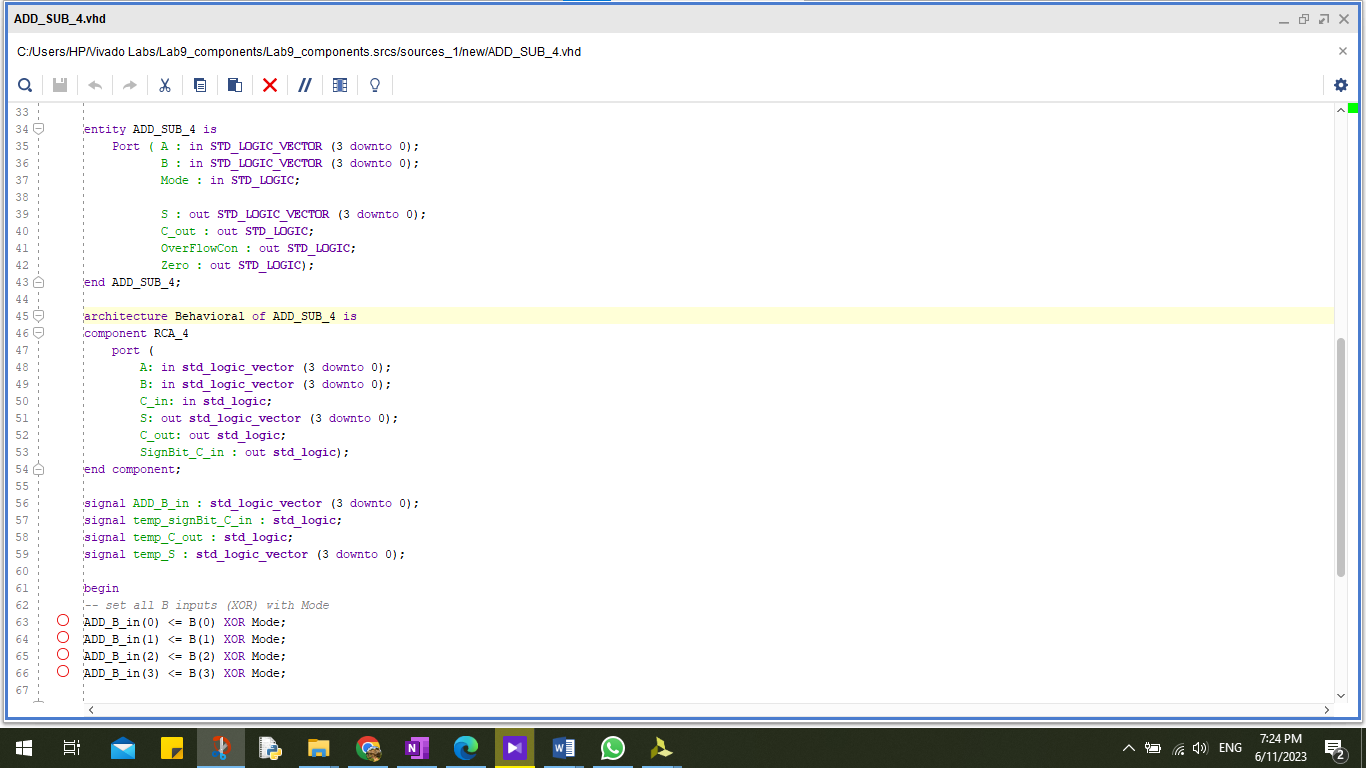 ADD_SUB_4.vhd
C:/Users/HP/Vivado Labs/Lab9_components/Lab9_components.srcs/sources_1/new/ADD_SUB_4.vhd
33
34 entity ADD_SUB_4 is
35 Port ( A : in STD_LOGIC_VECTOR (3 downto 0);
36 B : in STD_LOGIC_VECTOR (3 downto 0);
37 Mode : in STD_LOGIC;
38
39 S : out STD_LOGIC_VECTOR (3 downto 0);
40 C_out : out STD_LOGIC;
41 OverFlowCon : out STD_LOGIC;
42 Zero : out STD_LOGIC);
43 end ADD_SUB_4;
44
45 architecture Behavioral of ADD_SUB_4 is
46 component RCA_4
47 port (
48 A: in std_logic_vector (3 downto 0);
49 B: in std_logic_vector (3 downto 0);
50 C_in: in std_logic;
51 S: out std_logic_vector (3 downto 0);
52 C_out: out std_logic;
53 SignBit_C_in : out std_logic);
54 end component;
55
56 signal ADD_B_in : std_logic_vector (3 downto 0);
57 signal temp_signBit_C_in : std_logic;
58 signal temp_C_out : std_logic;
59 signal temp_S : std_logic_vector (3 downto 0);
60
61 begin
62 -- set all B inputs (XOR) with Mode
63 ADD_B_in(0) <= B(0) XOR Mode;
64 ADD_B_in(1) <= B(1) XOR Mode;
65 ADD_B_in(2) <= B(2) XOR Mode;
66 ADD_B_in(3) <= B(3) XOR Mode;
67
ENG
7:24 PM
6/11/2023
2